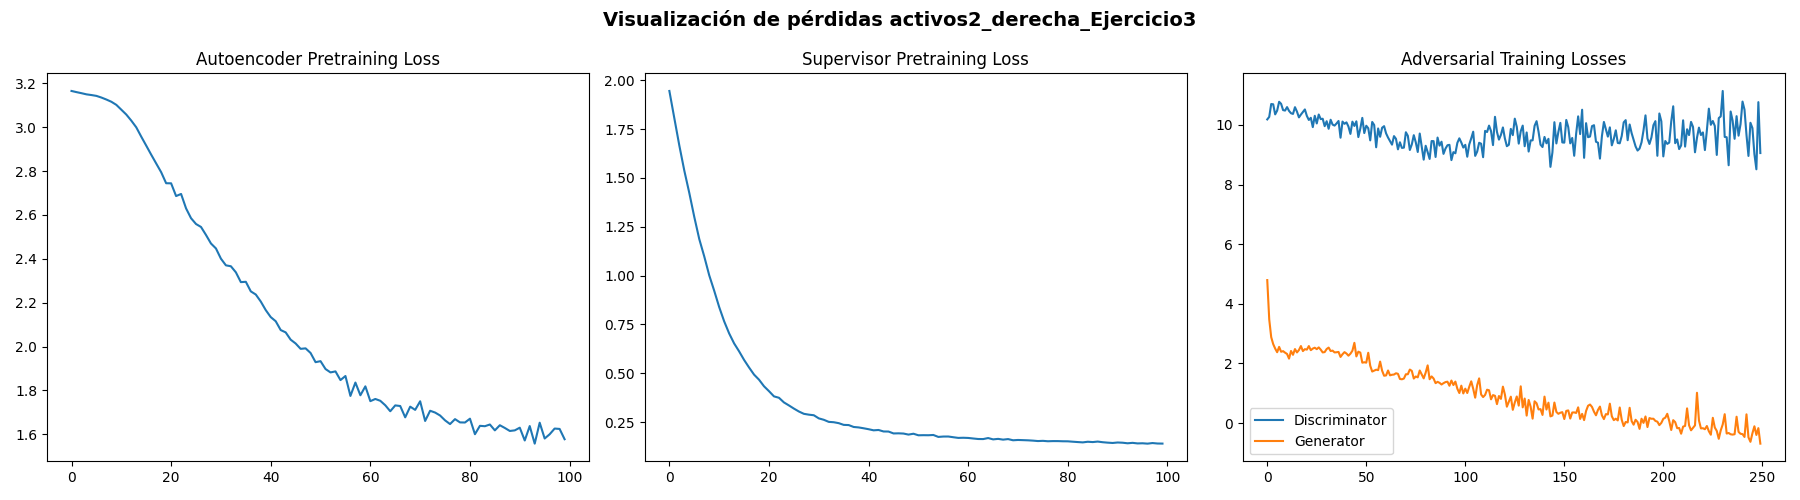 Visualización de pérdidas activos2_derecha_Ejercicio3
Autoencoder Pretraining Loss
3.2
3.0
2.8
2.6
2.4
2.2
2.0
1.8
1.6
0 20 40 60 80 100
Supervisor Pretraining Loss
2.00
1.75
1.50
1.25
1.00
0.75
0.50
0.25
0 20 40 60 80 100
Adversarial Training Losses
10
8
6
4
2
0
Discriminator
Generator
0 50 100 150 200 250